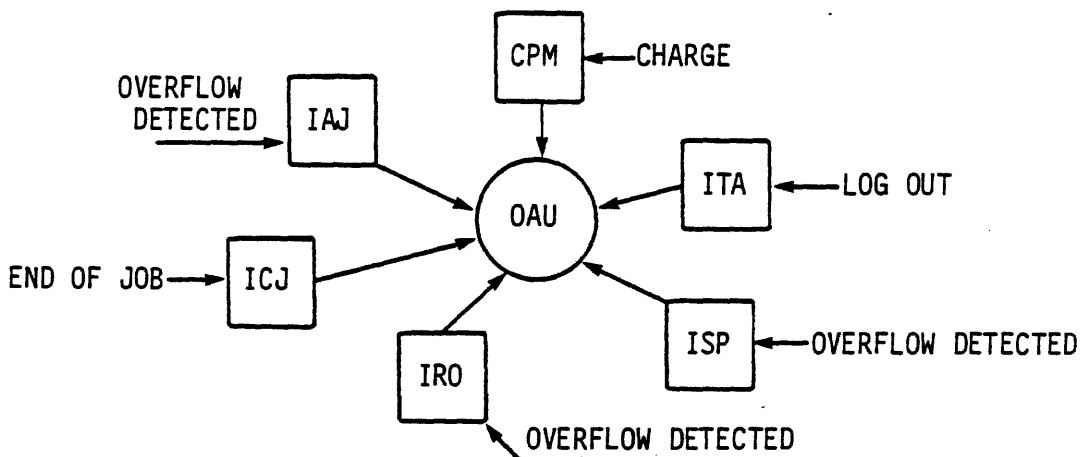 CPM
CHARGE
OVERFLOW
DETECTED
IAJ
ITA
LOG OUT
OAU
END OF JOB
ICJ
ISP
OVERFLOW DETECTED
IRO
OVERFLOW DETECTED